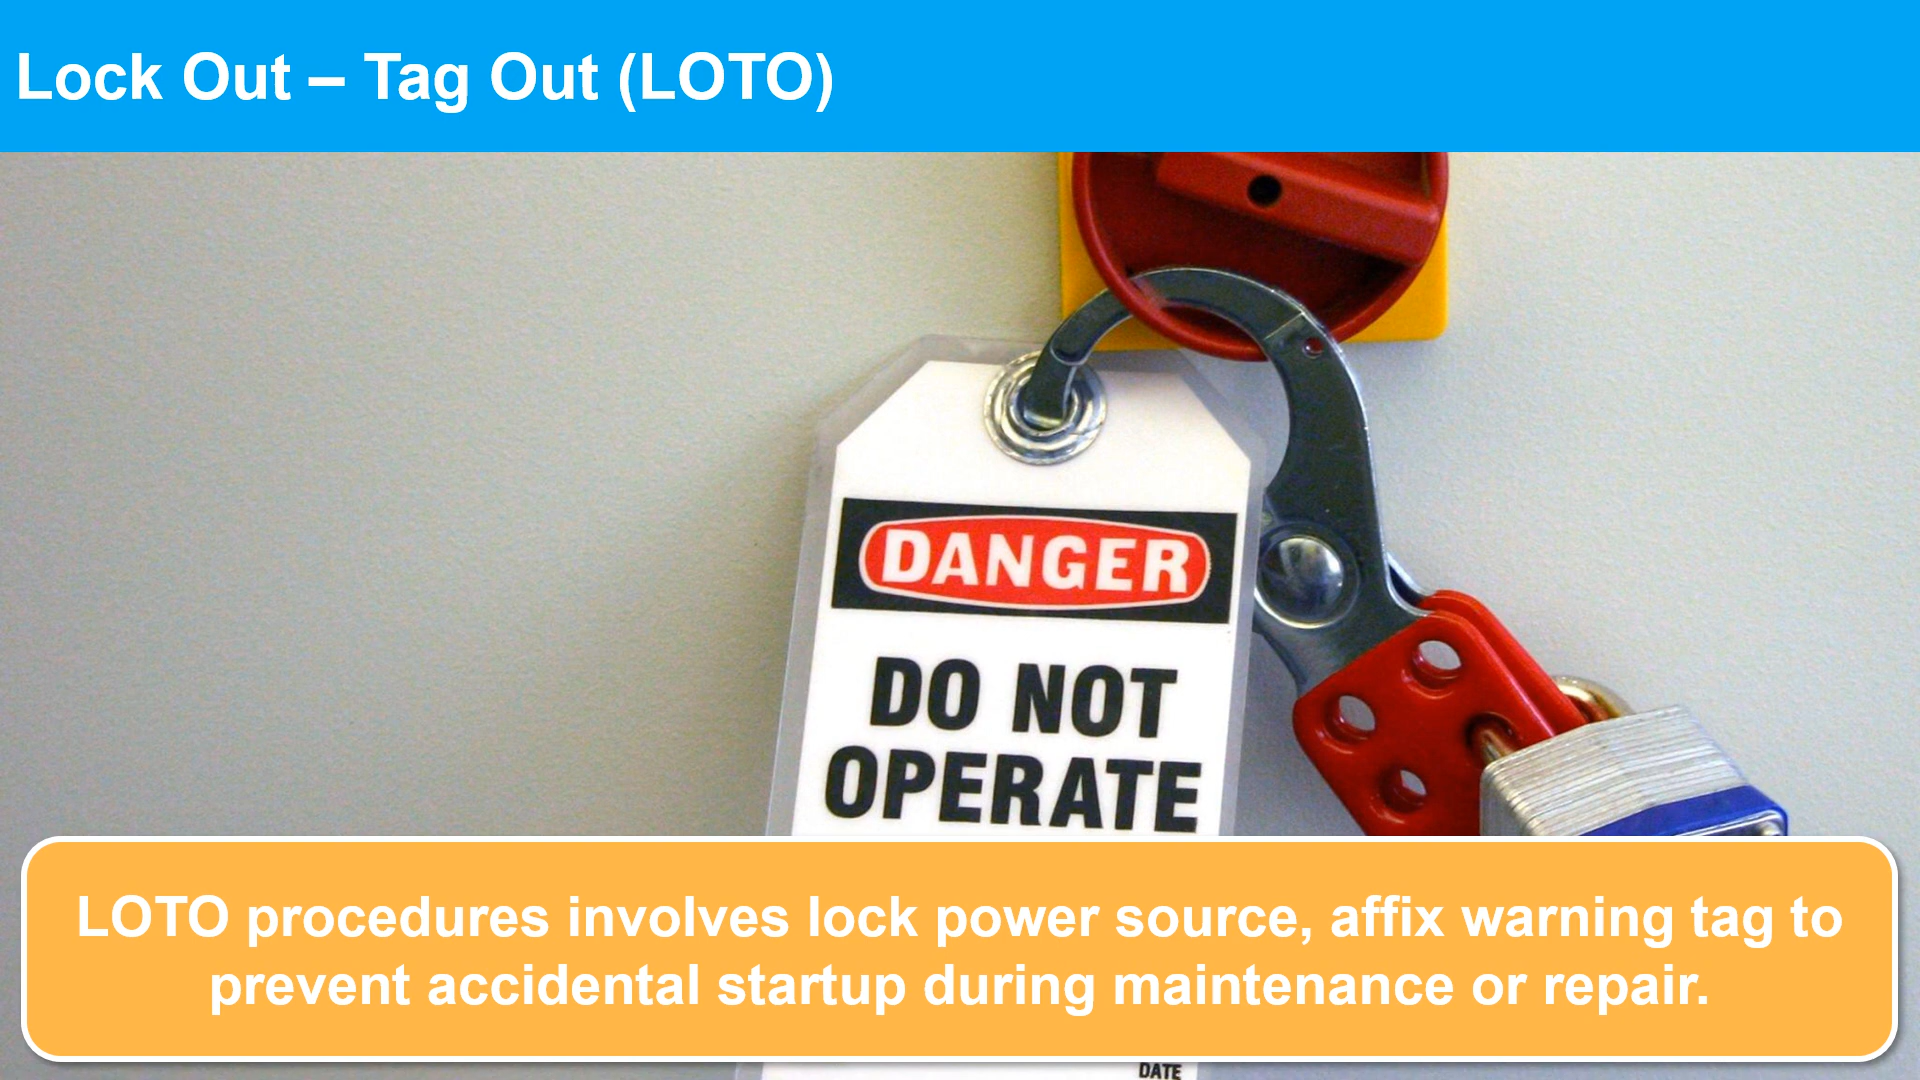 Lock Out – Tag Out (LOTO)
DANGER
DO NOT
OPERATE
LOTO procedures involves lock power source, affix warning tag to
prevent accidental startup during maintenance or repair.
DATE